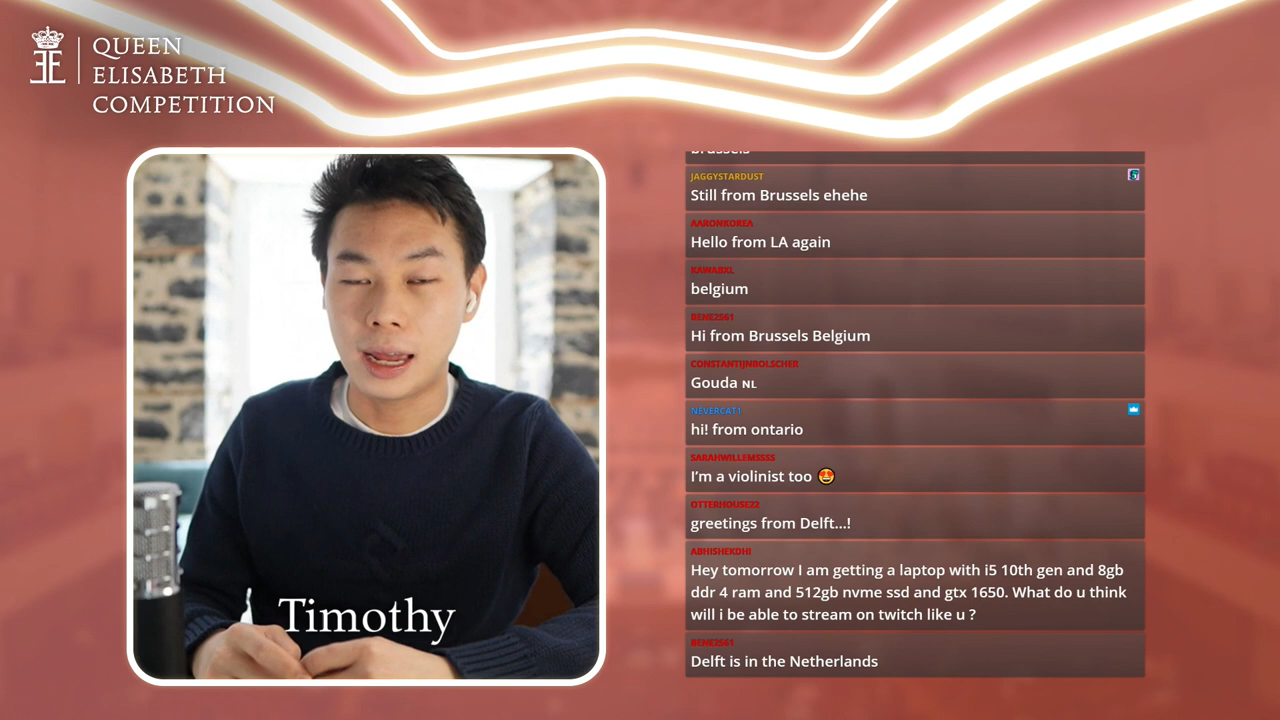 QUEEN
ELISABETH
COMPETITION
Timothy
brussels
JAGGYSTARDUST
Still from Brussels ehehe
AARONKOREA
Hello from LA again
KAWABXL
belgium
BENE2561
Hi from Brussels Belgium
CONSTANTIJNBOLSCHER
Gouda NL
NEVERCAT1
hi! from ontario
SARAHWILLEMSSSS
I’m a violinist too 🤩
OTTERHOUSE22
greetings from Delft...!
ABHISHEKDHI
Hey tomorrow I am getting a laptop with i5 10th gen and 8gb
ddr 4 ram and 512gb nvme ssd and gtx 1650. What do u think
will i be able to stream on twitch like u ?
BENE2561
Delft is in the Netherlands